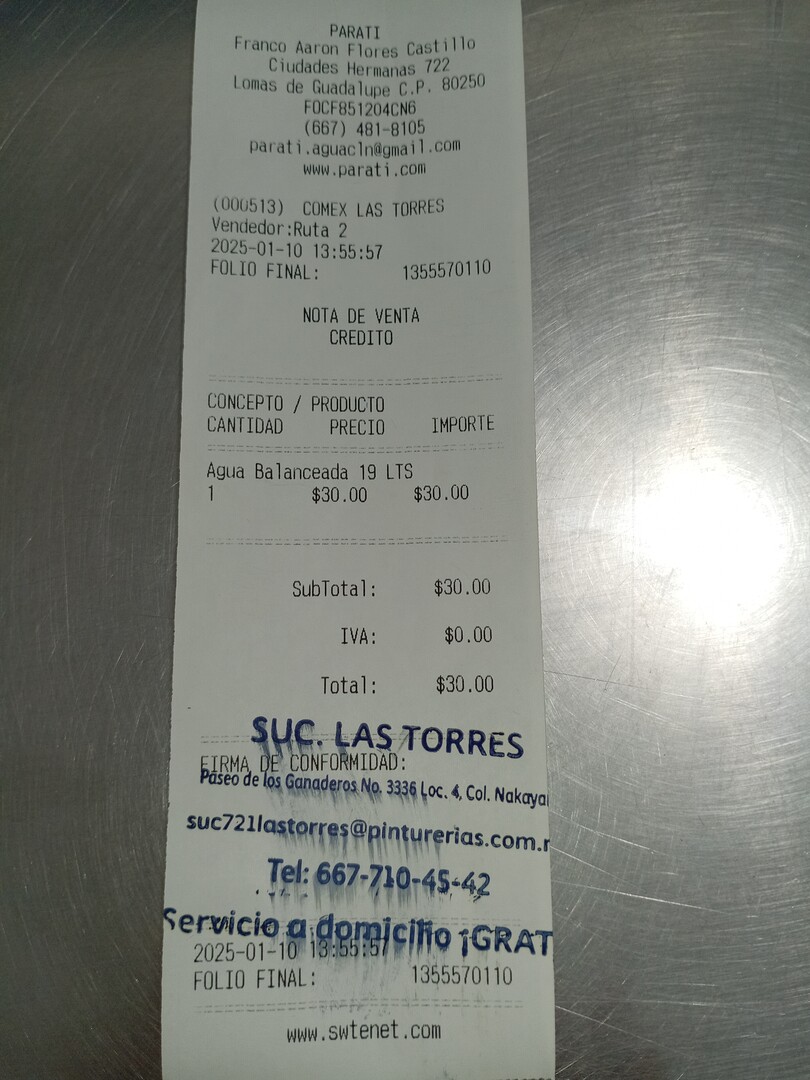 PARATI
Franco Aaron Flores Castillo
Ciudades Hermanas 722
Lomas de Guadalupe C.P. 80250
FOCF851204CN6
(667) 481-8105
parati.aguacln@gmail.com
www.parati.com
(000513) COMEX LAS TORRES
Vendedor:Ruta 2
2025-01-10 13:55:57
FOLIO FINAL: 1355570110
NOTA DE VENTA
CREDITO
CONCEPTO / PRODUCTO
CANTIDAD PRECIO IMPORTE
Agua Balanceada 19 LTS
1 $30.00 $30.00
SubTotal: $30.00
IVA: $0.00
Total: $30.00
SUC. LAS TORRES
FIRMA DE CONFORMIDAD:
Paseo de los Ganaderos No. 3336 Loc. 4, Col. Nakaya
suc721lastorres@pinturerias.com.
Tel: 667-710-45-42
Servicio a domicilio ¡GRAT
2025-01-10 13:55:57
FOLIO FINAL: 1355570110
www.swtenet.com